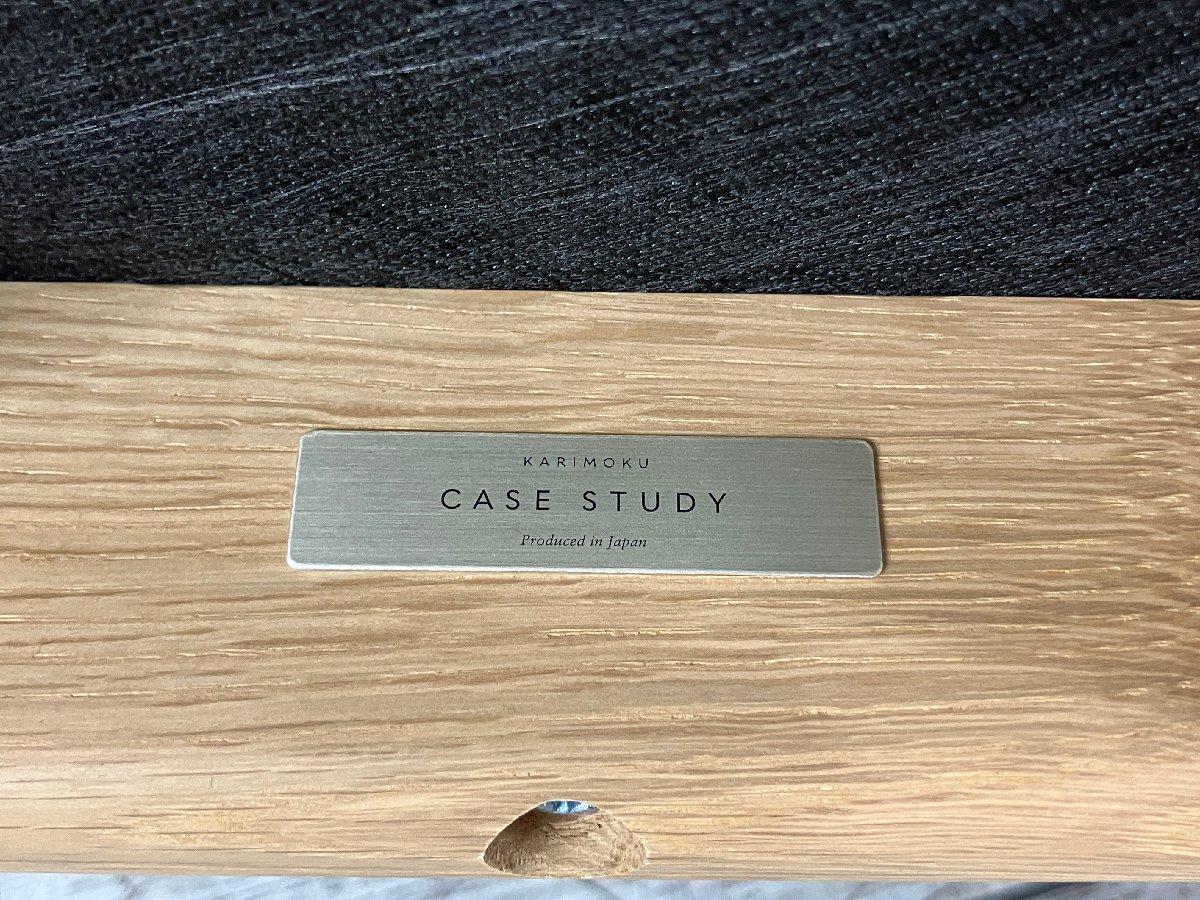 KARIMOKU
CASE STUDY
Produced in Japan